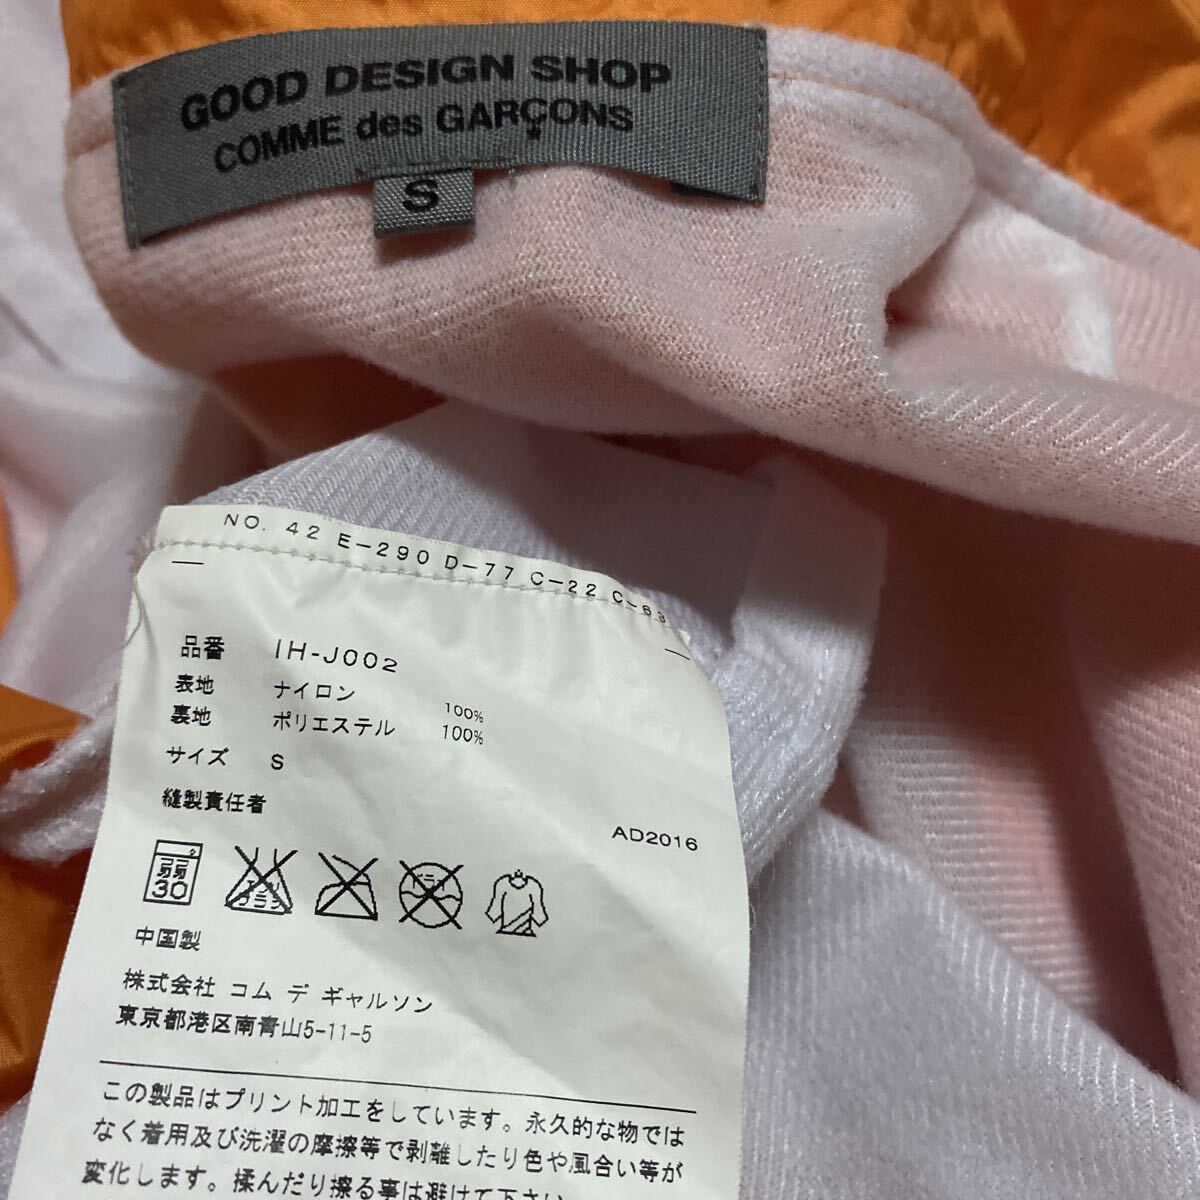 GOOD DESIGN SHOP
COMME des GARÇONS
S
NO. 42 E-290 D-77 C-22 C-63
品番 IH-J002
表地 ナイロン 100%
裏地 ポリエステル 100%
サイズ S
縫製責任者
AD2016
弱
30
中国製
株式会社 コム デ ギャルソン
東京都港区南青山5-11-5
この製品はプリント加工をしています。永久的な物では
なく着用及び洗濯の摩擦等で剥離したり色や風合い等が
変化します。揉んだり擦る事は避けて下さい。